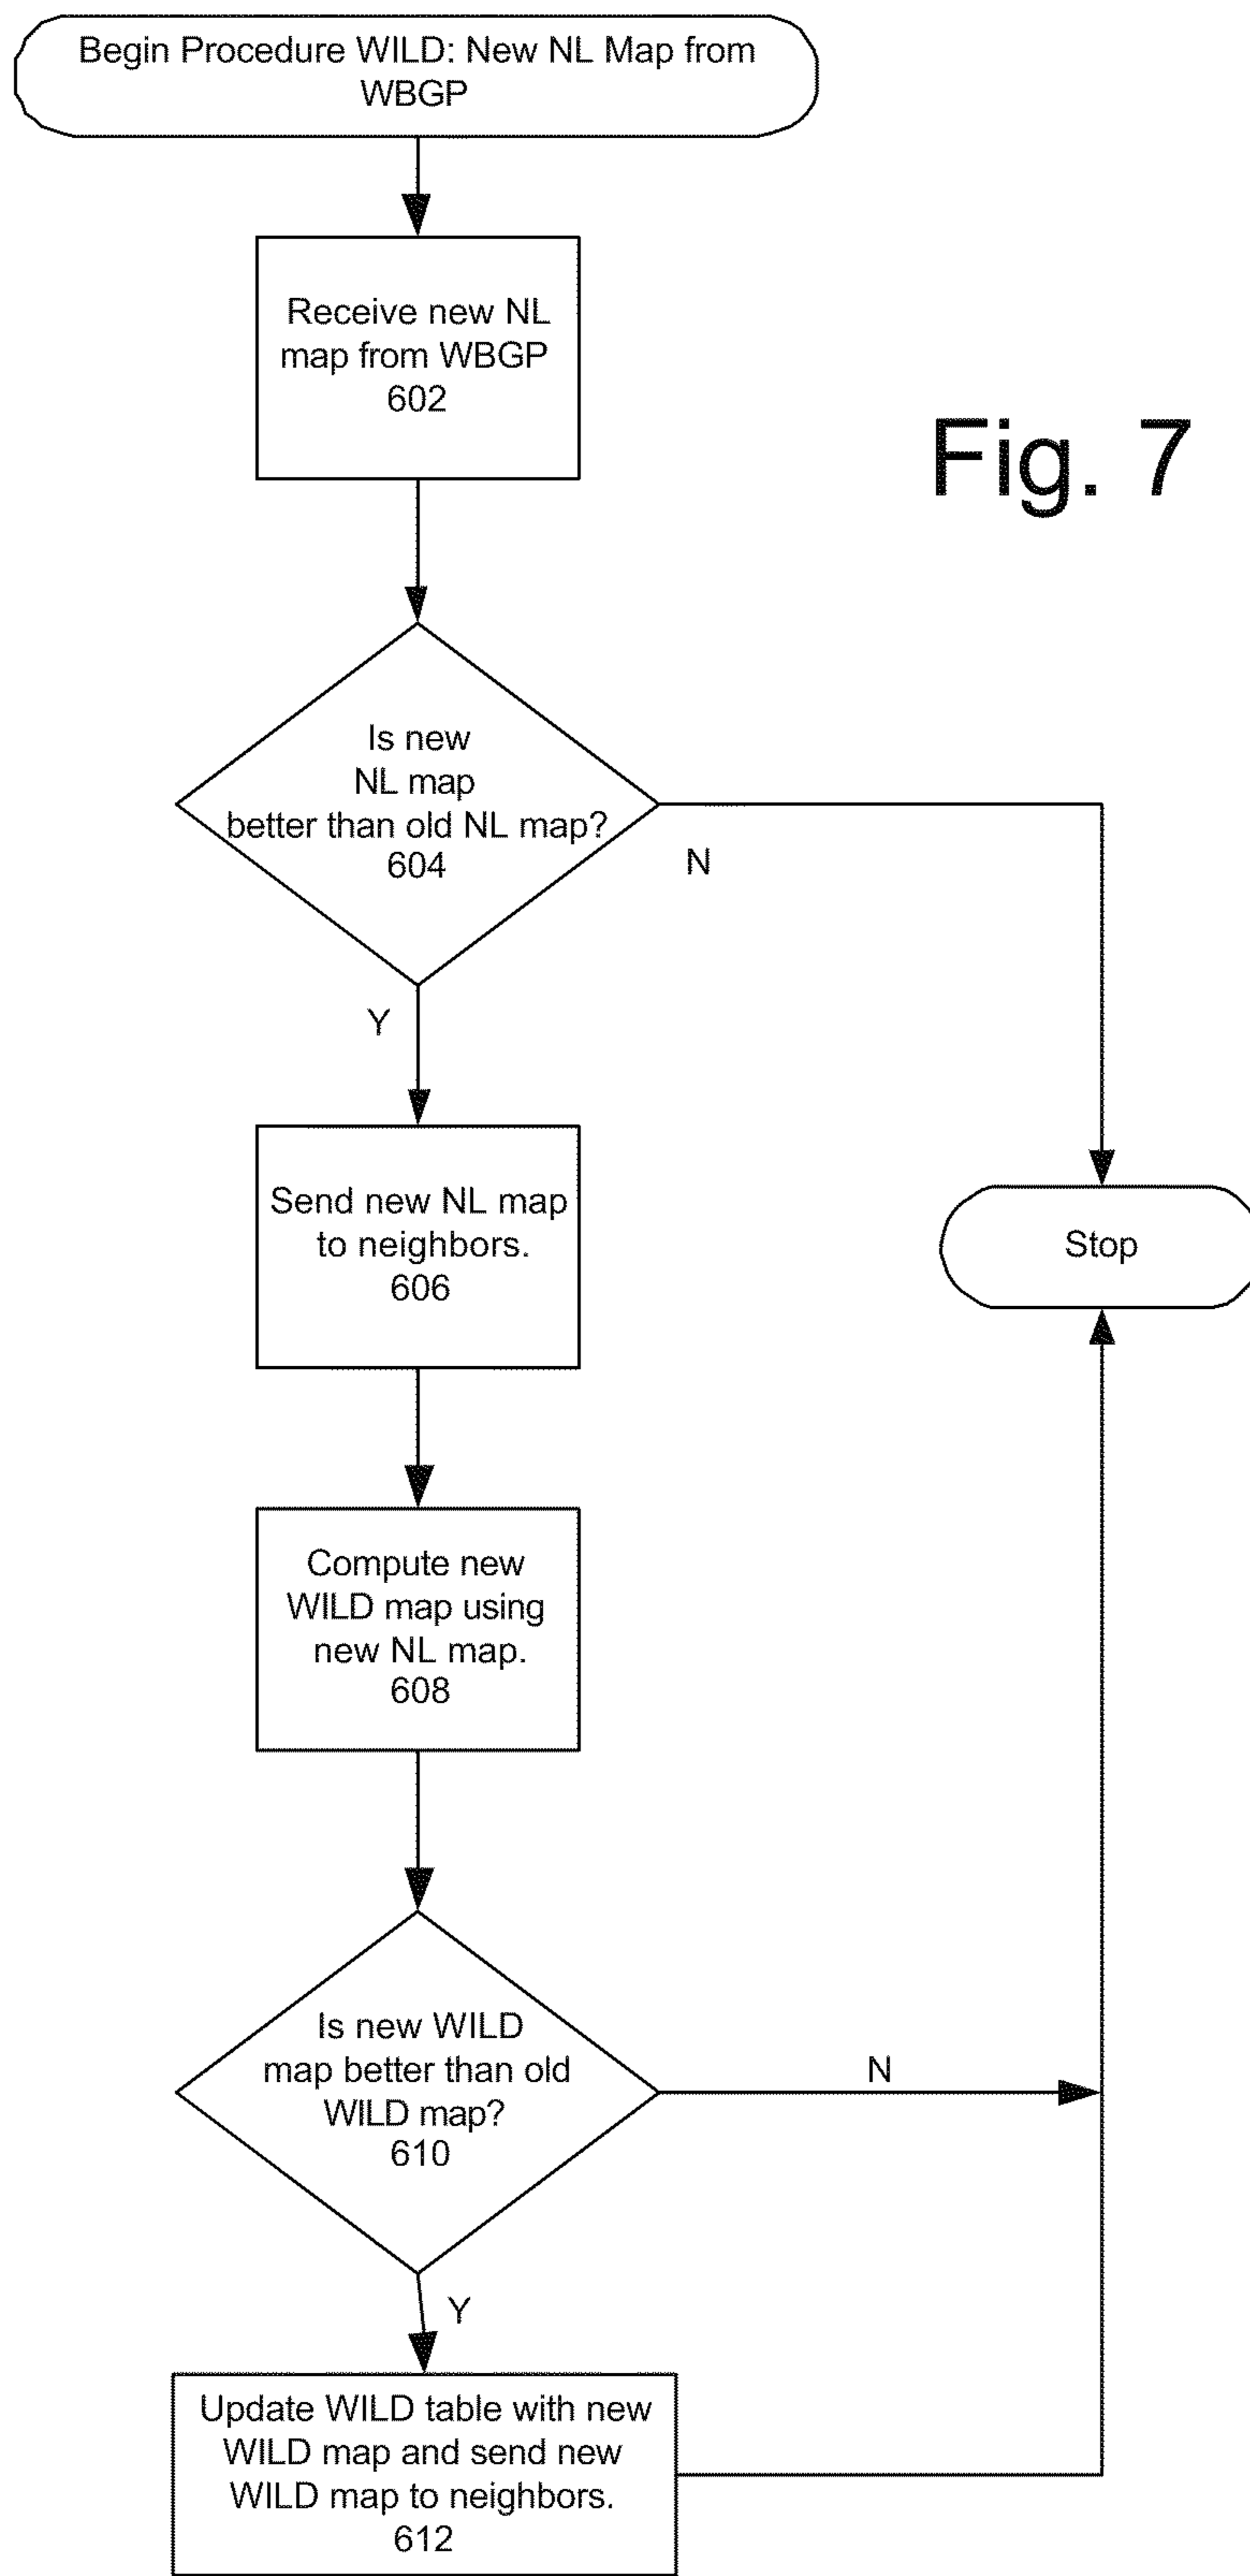 Begin Procedure WILD: New NL Map from
WBGP
Receive new NL
map from WBGP
602
Fig. 7
Is new
NL map
better than old NL map?
604
N
Y
Send new NL map
to neighbors.
606
Stop
Compute new
WILD map using
new NL map.
608
Is new WILD
map better than old
WILD map?
610
N
Y
Update WILD table with new
WILD map and send new
WILD map to neighbors.
612